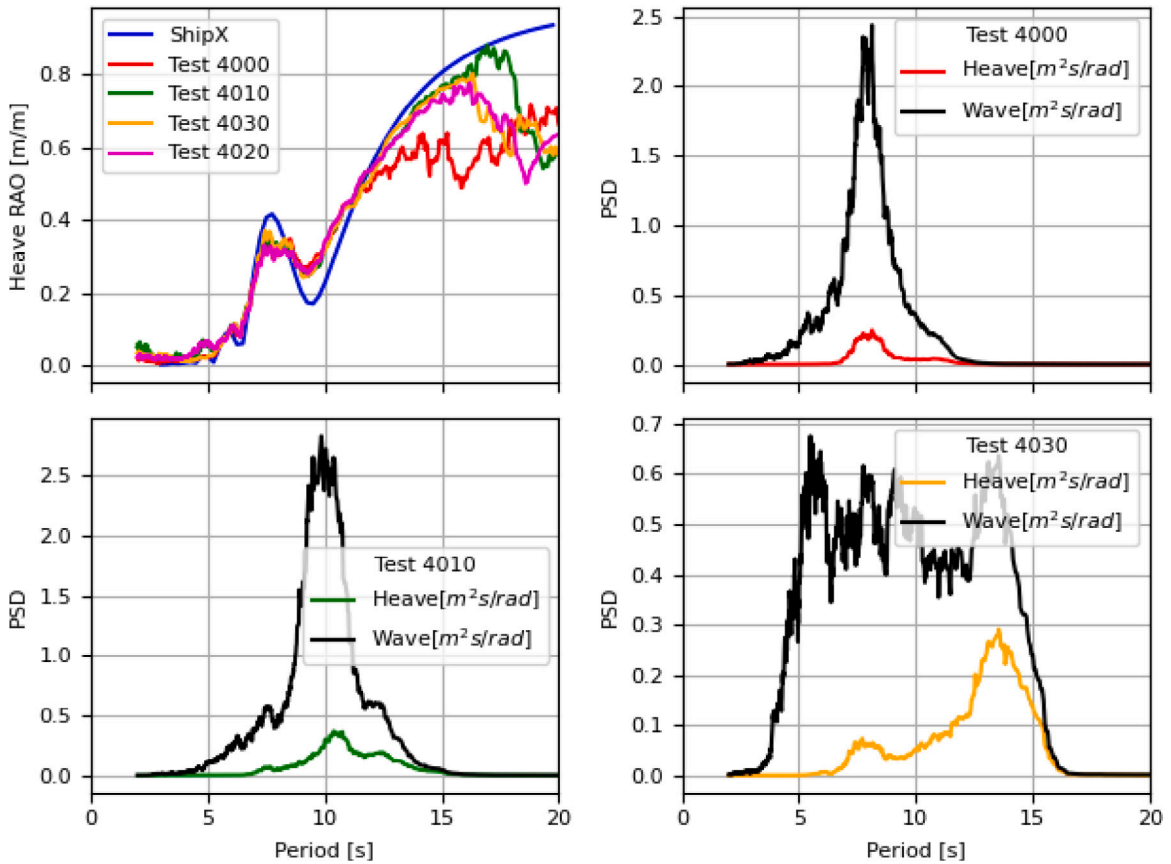 Heave RAO [m/m]
0.8
0.6
0.4
0.2
0.0
ShipX
Test 4000
Test 4010
Test 4030
Test 4020
PSD
2.5
2.0
1.5
1.0
0.5
0.0
0 5 10 15 20
Test 4000
Heave[m²s/rad]
Wave[m²s/rad]
PSD
2.5
2.0
1.5
1.0
0.5
0.0
Test 4010
Heave[m²s/rad]
Wave[m²s/rad]
0 5 10 15 20
Period [s]
PSD
0.7
0.6
0.5
0.4
0.3
0.2
0.1
0.0
Test 4030
Heave[m²s/rad]
Wave[m²s/rad]
0 5 10 15 20
Period [s]